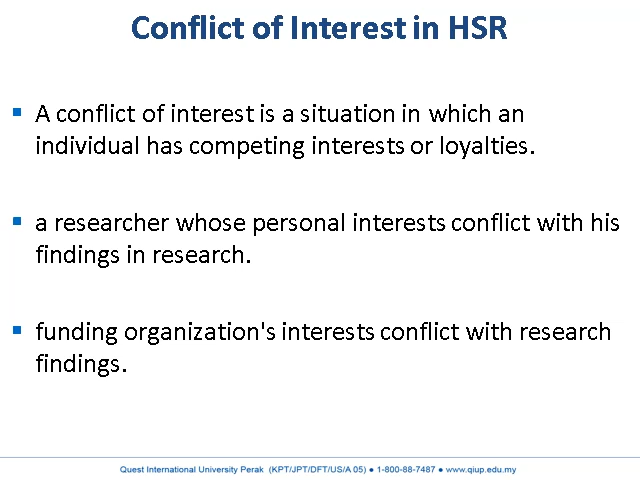 Conflict of Interest in HSR
▪ A conflict of interest is a situation in which an
individual has competing interests or loyalties.
▪ a researcher whose personal interests conflict with his
findings in research.
▪ funding organization's interests conflict with research
findings.
Quest International University Perak (KPT/JPT/DFT/US/A 05) ● 1-800-88-7487 ● www.qiup.edu.my